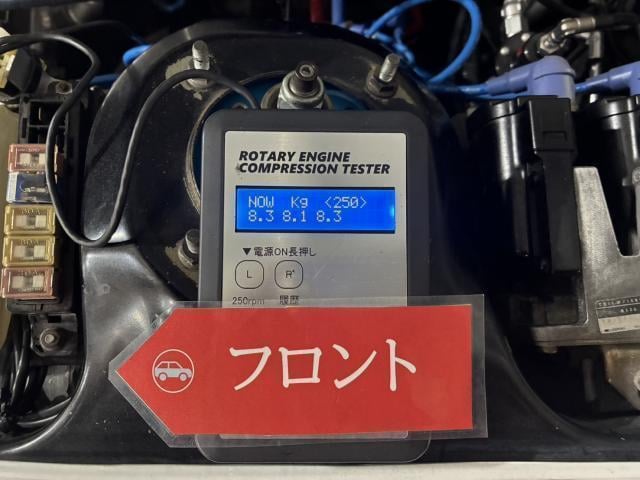 ROTARY ENGINE
COMPRESSION TESTER
NOW Kg <250>
8.3 8.1 8.3
▼電源ON長押し
L R
250rpm 履歴
フロント